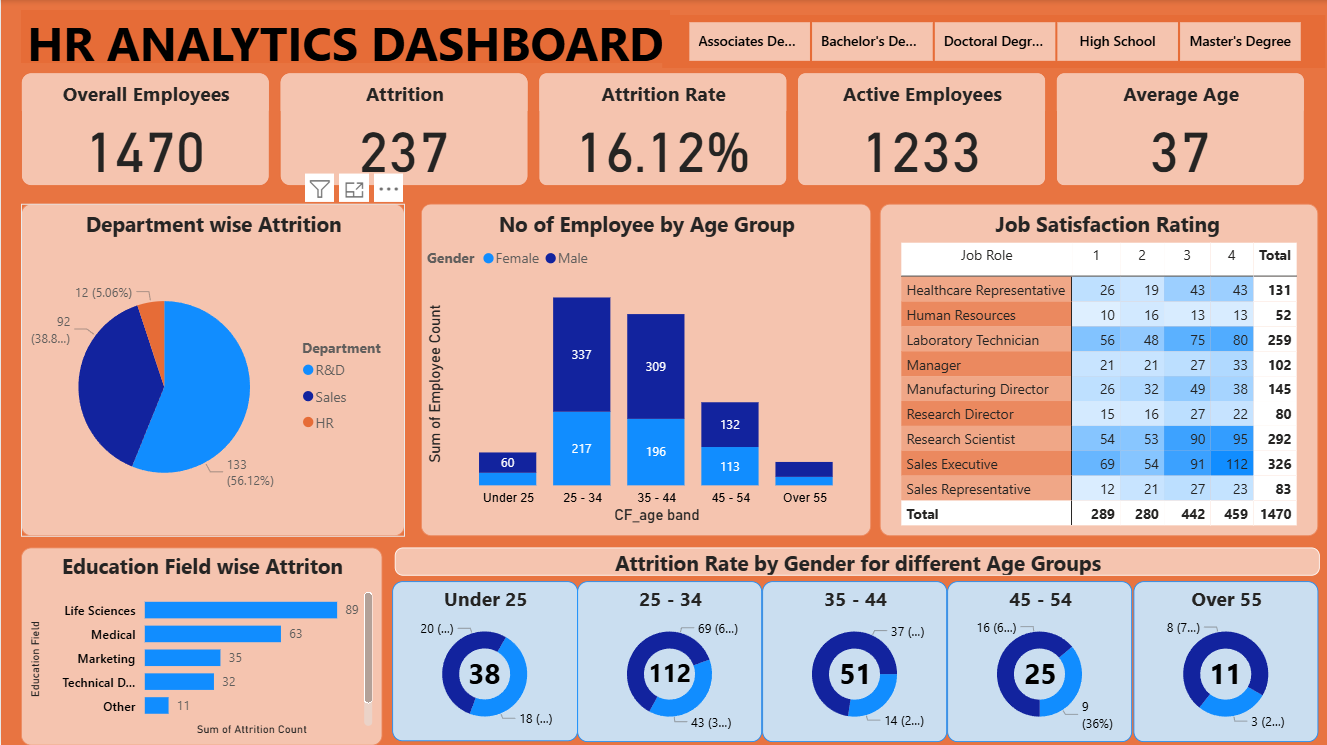 HR ANALYTICS DASHBOARD
Associates De...
Bachelor's De...
Doctoral Degr...
High School
Master's Degree
Overall Employees
1470
Attrition
237
Attrition Rate
16.12%
Active Employees
1233
Average Age
37
Department wise Attrition
12 (5.06%)
92
(38.8...)
133
(56.12%)
Department
R&D
Sales
HR
No of Employee by Age Group
Gender Female Male
Sum of Employee Count
337
309
60
217
196
132
113
Under 25 25 - 34 35 - 44 45 - 54 Over 55
CF_age band
Job Satisfaction Rating
Job Role 1 2 3 4 Total
Healthcare Representative 26 19 43 43 131
Human Resources 10 16 13 13 52
Laboratory Technician 56 48 75 80 259
Manager 21 21 27 33 102
Manufacturing Director 26 32 49 38 145
Research Director 15 16 27 22 80
Research Scientist 54 53 90 95 292
Sales Executive 69 54 91 112 326
Sales Representative 12 21 27 23 83
Total 289 280 442 459 1470
Education Field wise Attriton
Education Field
Life Sciences 89
Medical 63
Marketing 35
Technical D... 32
Other 11
Sum of Attrition Count
Attrition Rate by Gender for different Age Groups
Under 25
20 (...)
38
18 (...)
25 - 34
69 (6...)
112
43 (3...)
35 - 44
37 (...)
51
14 (2...)
45 - 54
16 (6...)
25
9
(36%)
Over 55
8 (7...)
11
3 (2...)